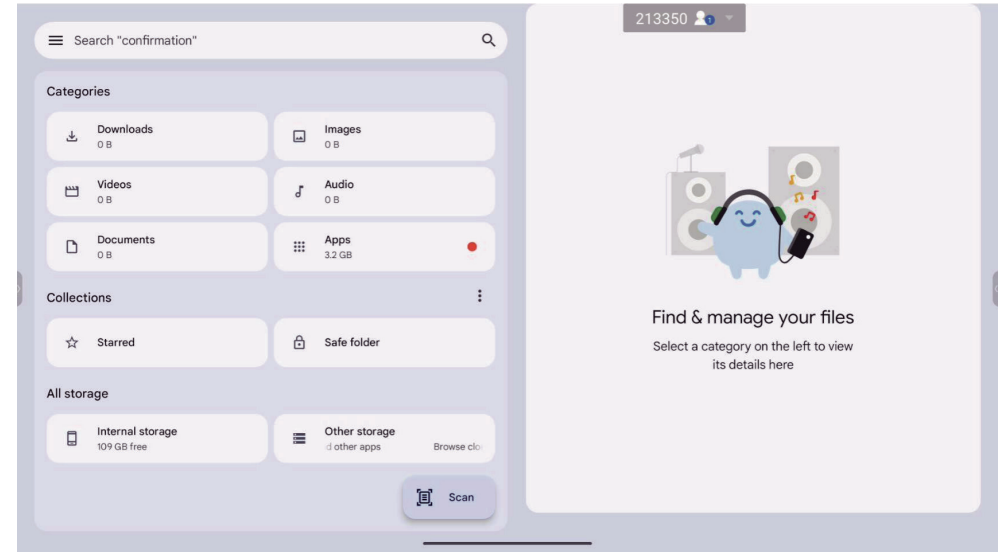 213350
Search "confirmation"
Categories
Downloads
0 B
Images
0 B
Videos
0 B
Audio
0 B
Documents
0 B
Apps
3.2 GB
Collections
Starred
Safe folder
All storage
Internal storage
109 GB free
Other storage
d other apps Browse clo
Scan
Find & manage your files
Select a category on the left to view
its details here